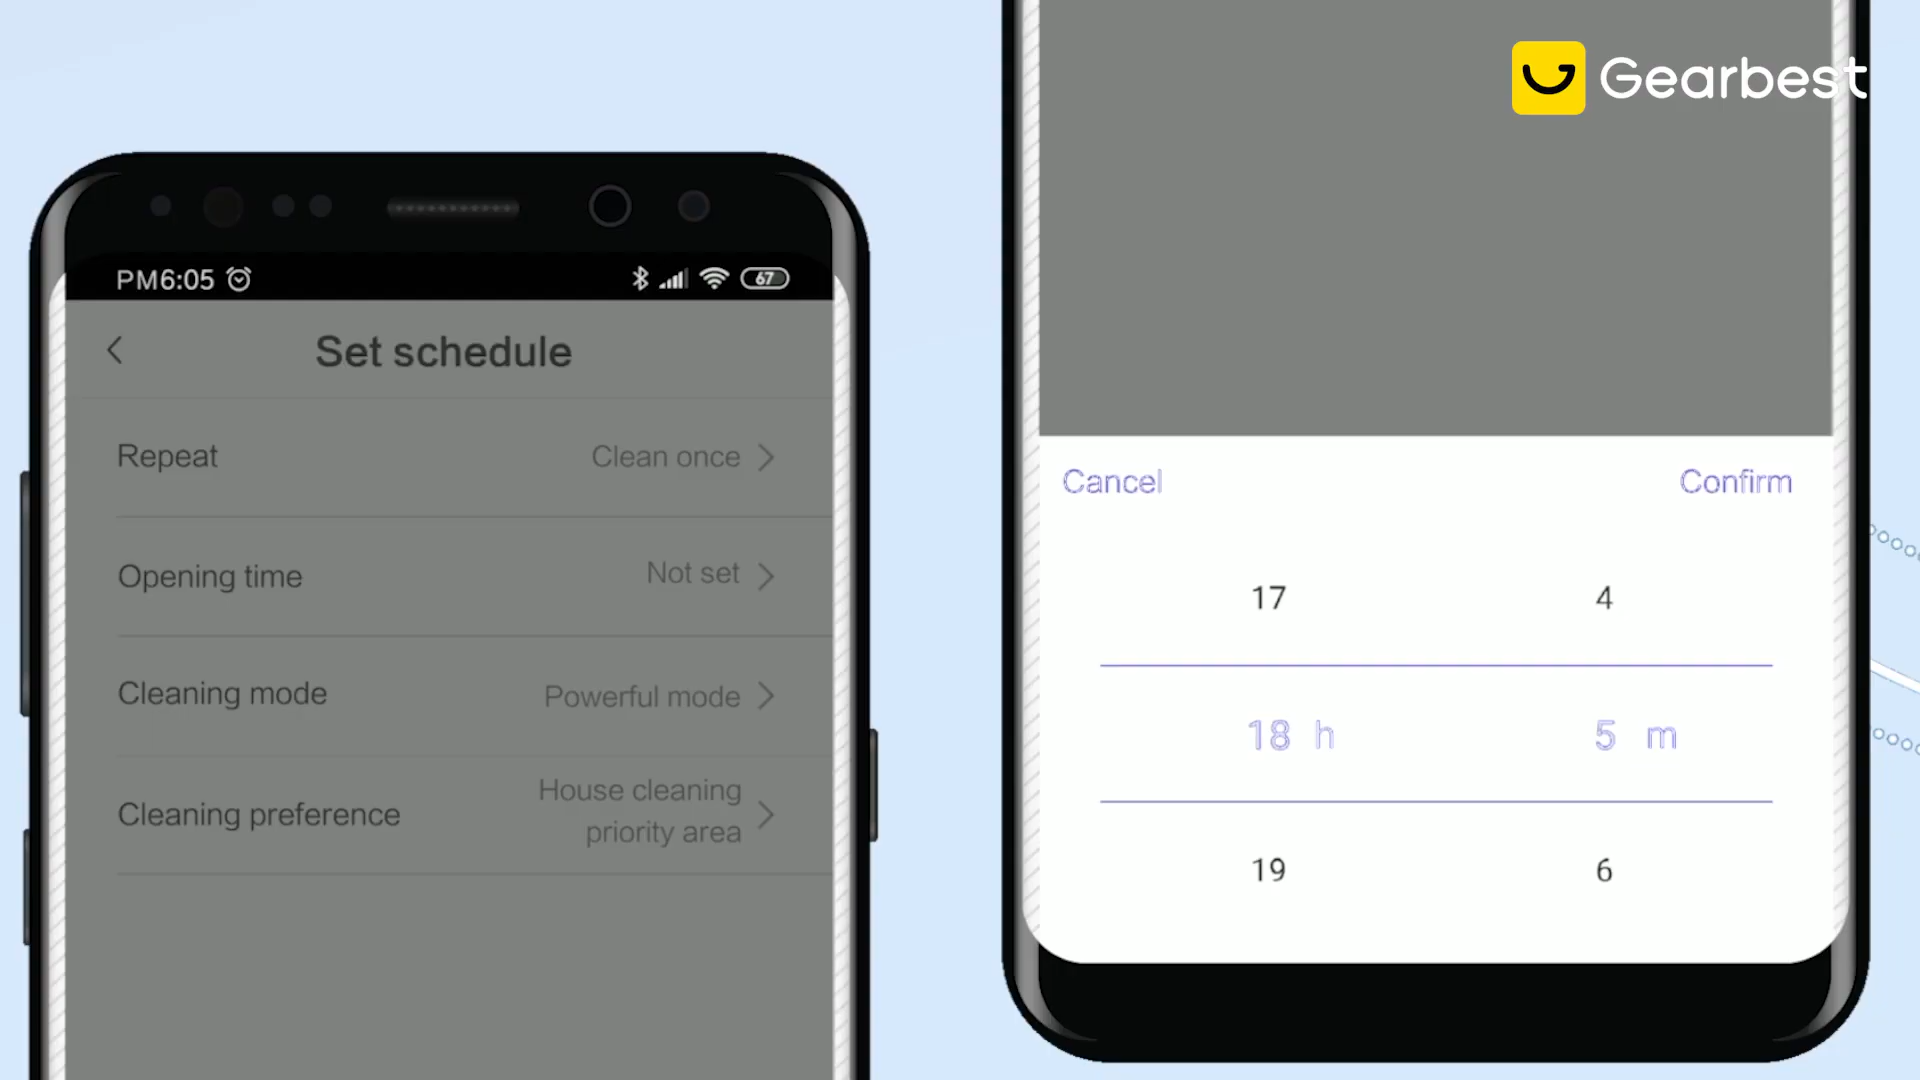 Gearbest
PM6:05
67
Set schedule
Repeat
Clean once
Opening time
Not set
Cleaning mode
Powerful mode
Cleaning preference
House cleaning
priority area
Cancel
Confirm
17 4
18 h 5 m
19 6